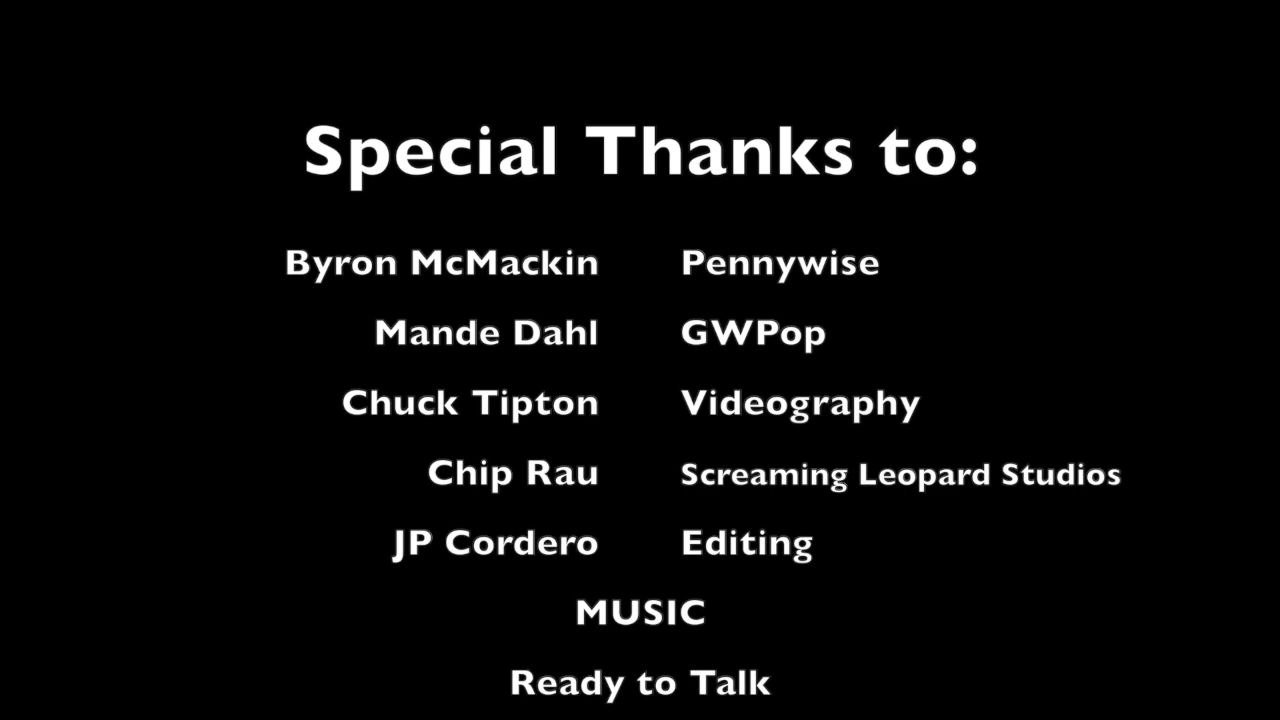 Special Thanks to:
Byron McMackin Pennywise
Mande Dahl GWPop
Chuck Tipton Videography
Chip Rau Screaming Leopard Studios
JP Cordero Editing
MUSIC
Ready to Talk